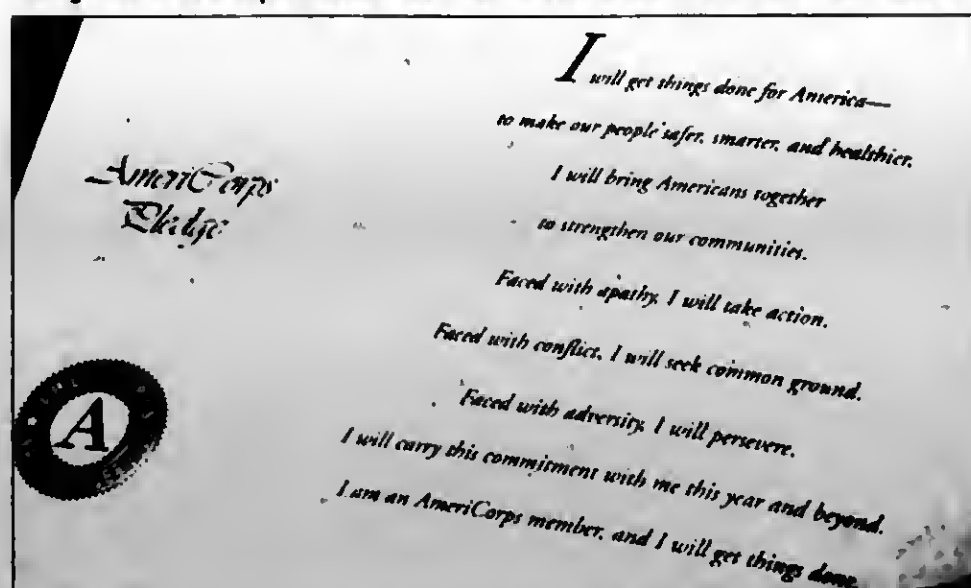 AmeriCorps
Pledge
I will get things done for America—
to make our people safer, smarter, and healthier.
I will bring Americans together
to strengthen our communities.
Faced with apathy, I will take action.
Faced with conflict, I will seek common ground.
Faced with adversity, I will persevere.
I will carry this commitment with me this year and beyond.
I am an AmeriCorps member, and I will get things done.
A